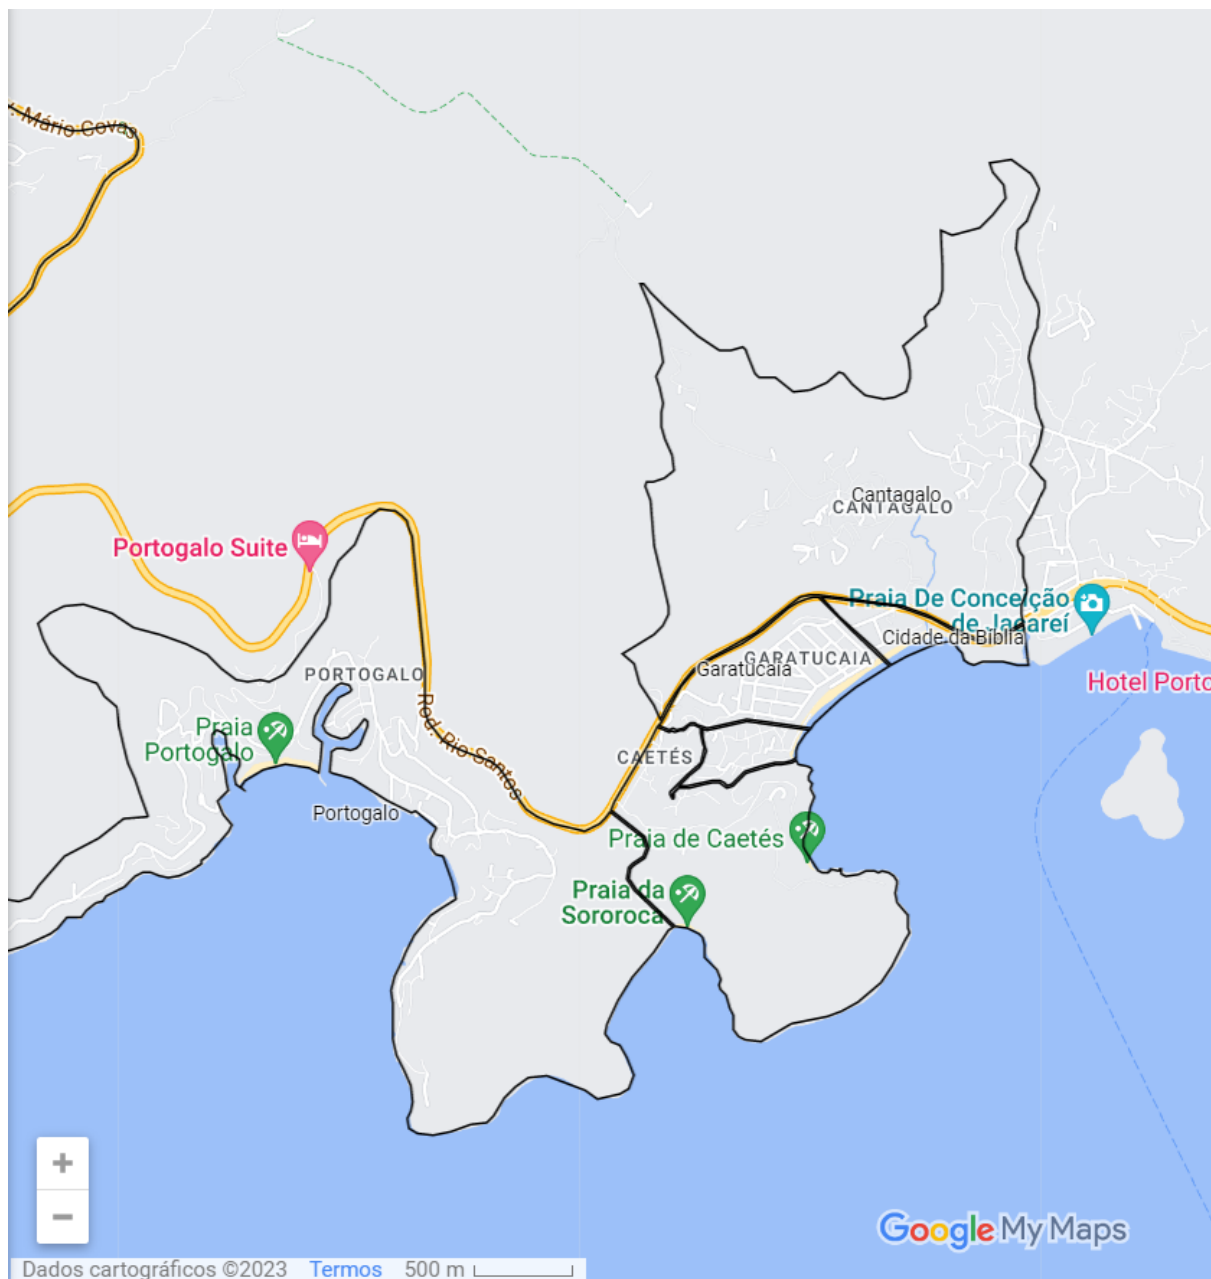 . Mário Covas
Cantagalo
CANTAGALO
Portogalo Suite
Praia De Conceição
de Jacareí
Cidade da Bíblia
GARATUCAIA
Garatucaia
PORTOGALO
Hotel Porto
Rod. Rio Santos
Praia
Portogalo
CAETÉS
Portogalo
Praia de Caetés
Praia da
Sororoca
+
−
Google My Maps
Dados cartográficos ©2023 Termos 500 m